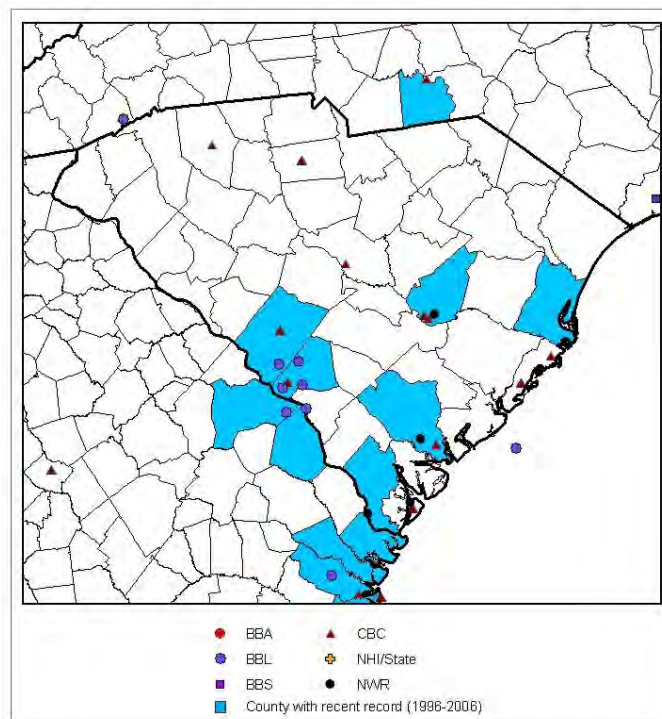 BBA
CBC
BBL
NHI/State
BBS
NWR
County with recent record (1996-2006)